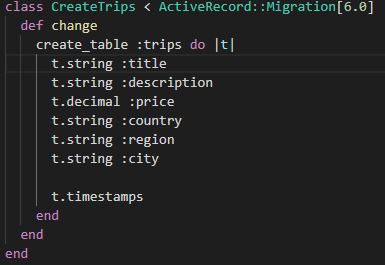 class CreateTrips < ActiveRecord::Migration[6.0]
  def change
    create_table :trips do |t|
      t.string :title
      t.string :description
      t.decimal :price
      t.string :country
      t.string :region
      t.string :city

      t.timestamps
    end
  end
end